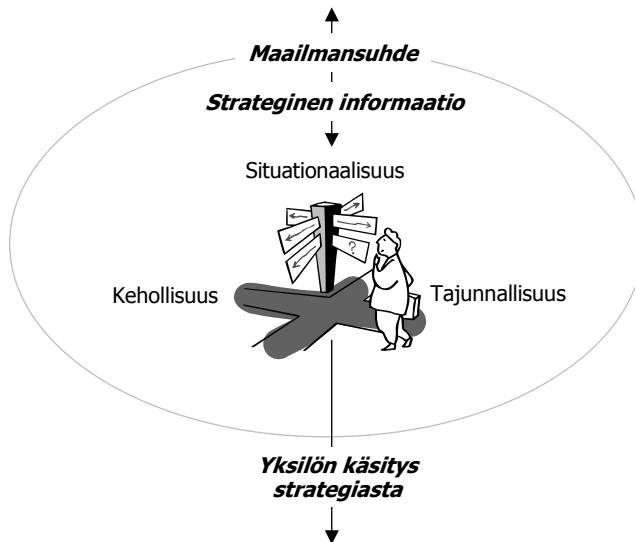 Maailmansuhde
Strateginen informaatio
Situationaalisuus
?
Kehollisuus
Tajunnallisuus
Yksilön käsitys
strategiasta